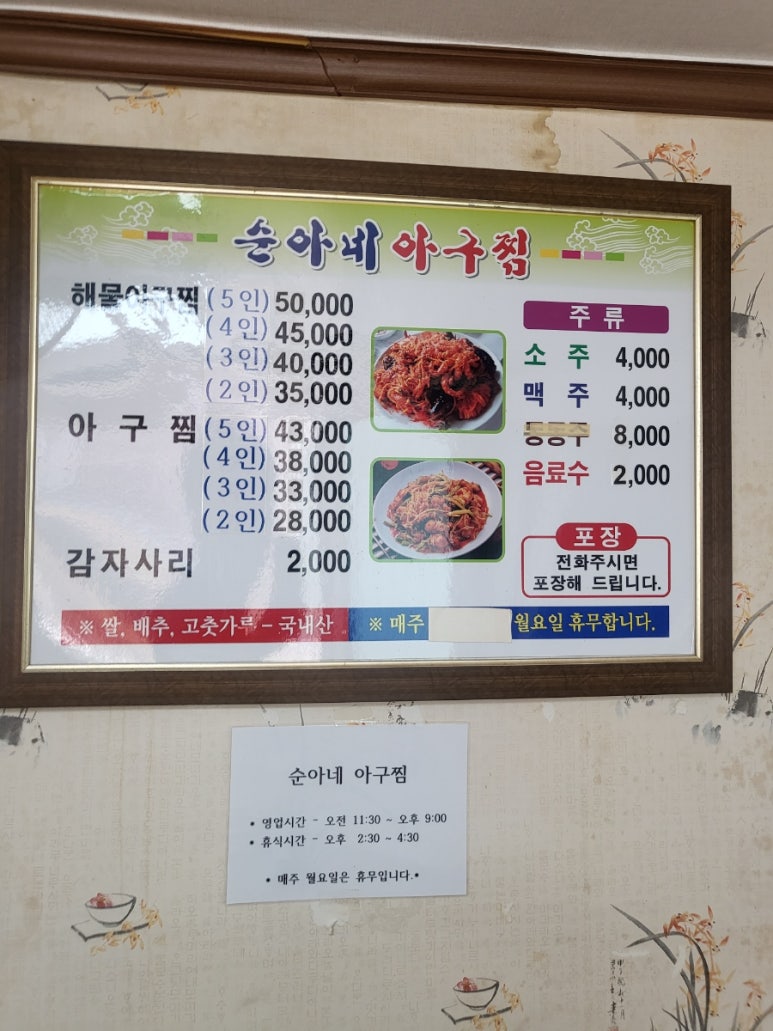 순아네 아구찜
해물아구찜 (5인) 50,000
(4인) 45,000
(3인) 40,000
(2인) 35,000
아구찜 (5인) 43,000
(4인) 38,000
(3인) 33,000
(2인) 28,000
감자사리 2,000
주류
소주 4,000
맥주 4,000
8,000
음료수 2,000
포장
전화주시면
포장해 드립니다.
※ 쌀, 배추, 고춧가루 - 국내산
※ 매주 월요일 휴무합니다.
순아네 아구찜
• 영업시간 - 오전 11:30 ~ 오후 9:00
• 휴식시간 - 오후 2:30 ~ 4:30
• 매주 월요일은 휴무입니다.•